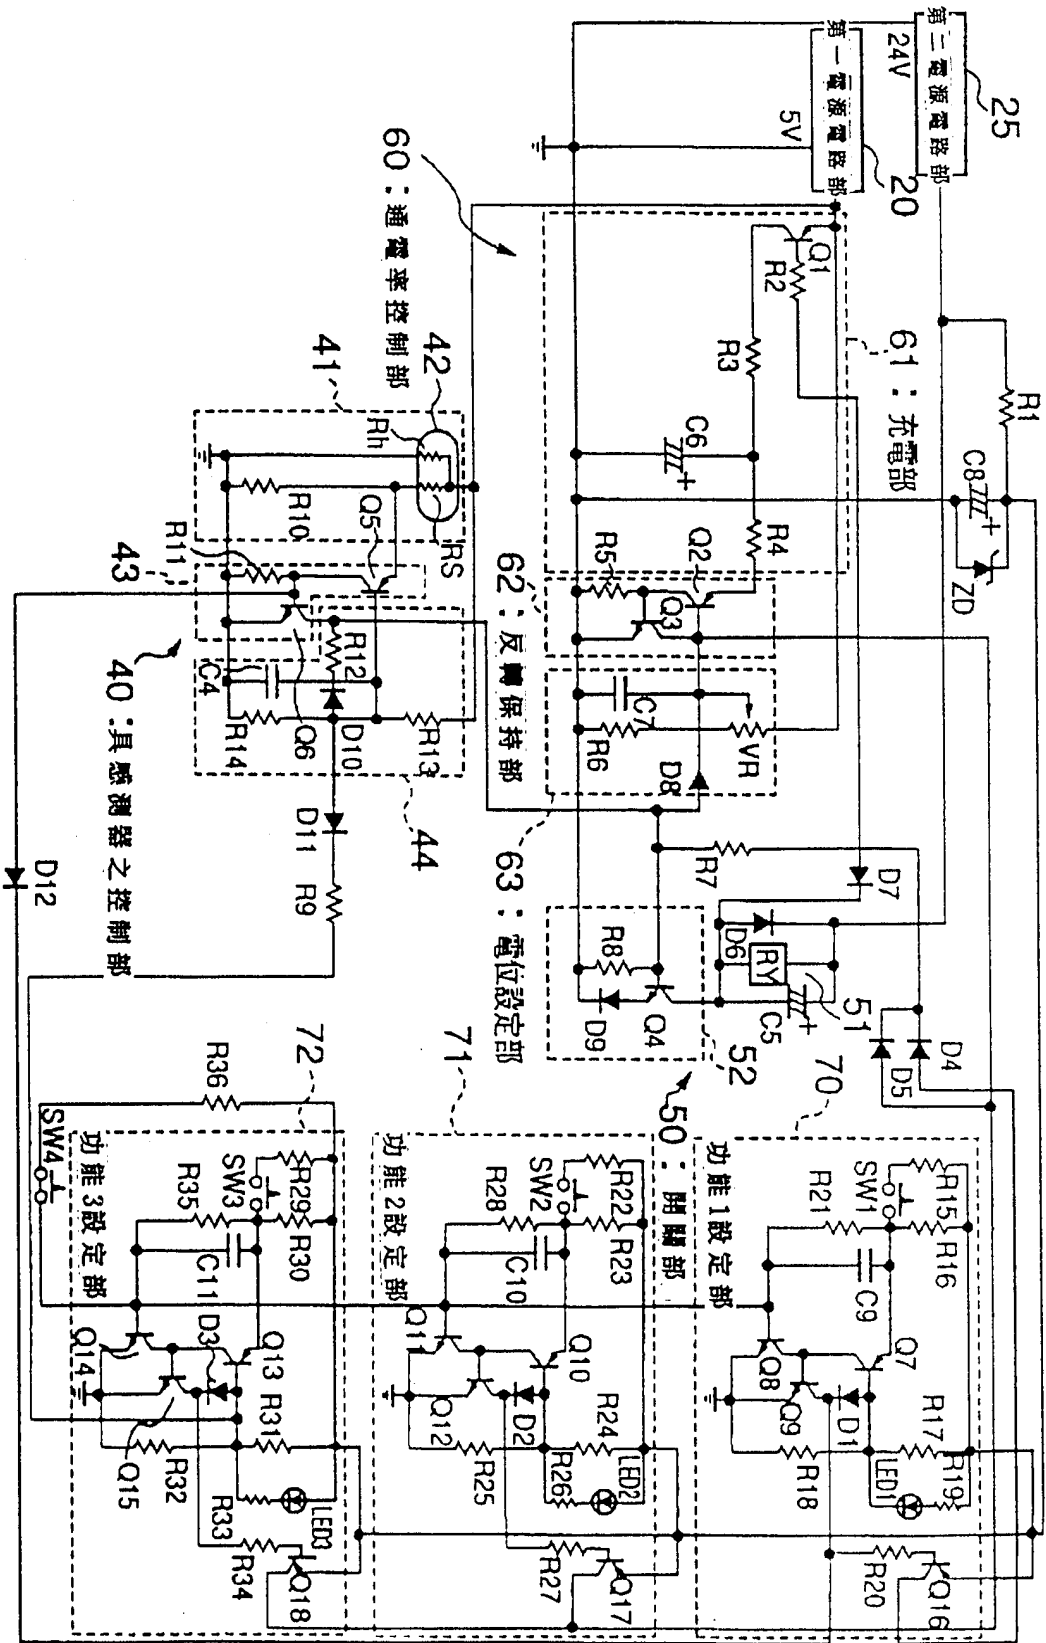 第二電源電路部
25
24V
第一電源電路部
20
5V
R1
C8
+
ZD
61：充電部
Q1
R2
R3
C6
+
R4
60：通電率控制部
62：反轉保持部
R5
Q2
Q3
63：電位設定部
C7
R6
VR
D8
R7
D7
D6
RY
51
C5
+
50：開關部
52
R8
Q4
D9
D4
D5
41
42
Rh
RS
R10
Q5
43
R11
40：具感測器之控制部
R12
C4
Q6
D10
R13
R14
44
D11
R9
D12
70
功能1設定部
SW1
R15
R16
R21
C9
Q7
Q8
Q9
D1
R17
R18
LED1
R19
R20
Q16
71
功能2設定部
SW2
R22
R23
R28
C10
Q10
Q11
Q12
D2
R24
R25
R26
LED2
R27
Q17
72
功能3設定部
R36
SW4
SW3
R29
R30
R35
C11
Q13
Q14
D3
Q15
R31
R32
R33
LED3
R34
Q18